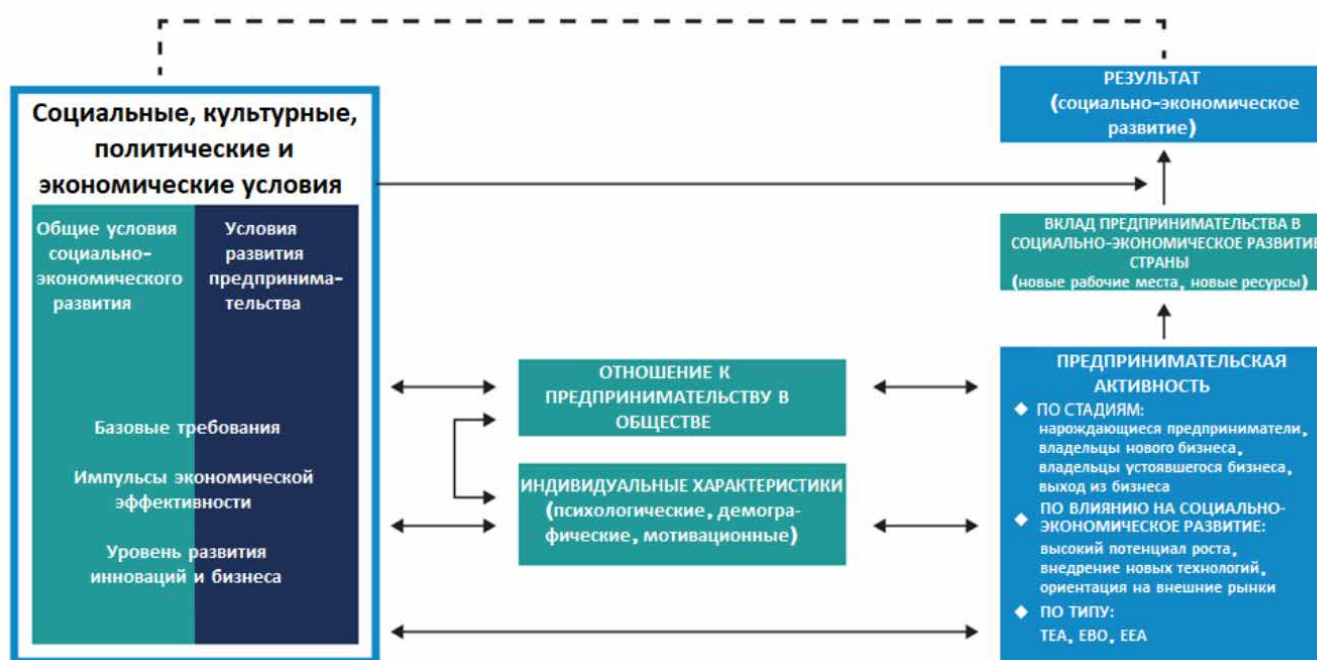 Социальные, культурные,
политические и
экономические условия
Общие условия
социально-
экономического
развития
Условия
развития
предпринима-
тельства
Базовые требования
Импульсы экономической
эффективности
Уровень развития
инноваций и бизнеса
ОТНОШЕНИЕ К
ПРЕДПРИНИМАТЕЛЬСТВУ В
ОБЩЕСТВЕ
ИНДИВИДУАЛЬНЫЕ ХАРАКТЕРИСТИКИ
(психологические, демогра-
фические, мотивационные)
РЕЗУЛЬТАТ
(социально-экономическое
развитие)
ВКЛАД ПРЕДПРИНИМАТЕЛЬСТВА В
СОЦИАЛЬНО-ЭКОНОМИЧЕСКОЕ РАЗВИТИЕ
СТРАНЫ
(новые рабочие места, новые ресурсы)
ПРЕДПРИНИМАТЕЛЬСКАЯ
АКТИВНОСТЬ
◆ ПО СТАДИЯМ:
нарождающиеся предприниматели,
владельцы нового бизнеса,
владельцы устоявшегося бизнеса,
выход из бизнеса
◆ ПО ВЛИЯНИЮ НА СОЦИАЛЬНО-
ЭКОНОМИЧЕСКОЕ РАЗВИТИЕ:
высокий потенциал роста,
внедрение новых технологий,
ориентация на внешние рынки
◆ ПО ТИПУ:
TEA, EBO, EEA